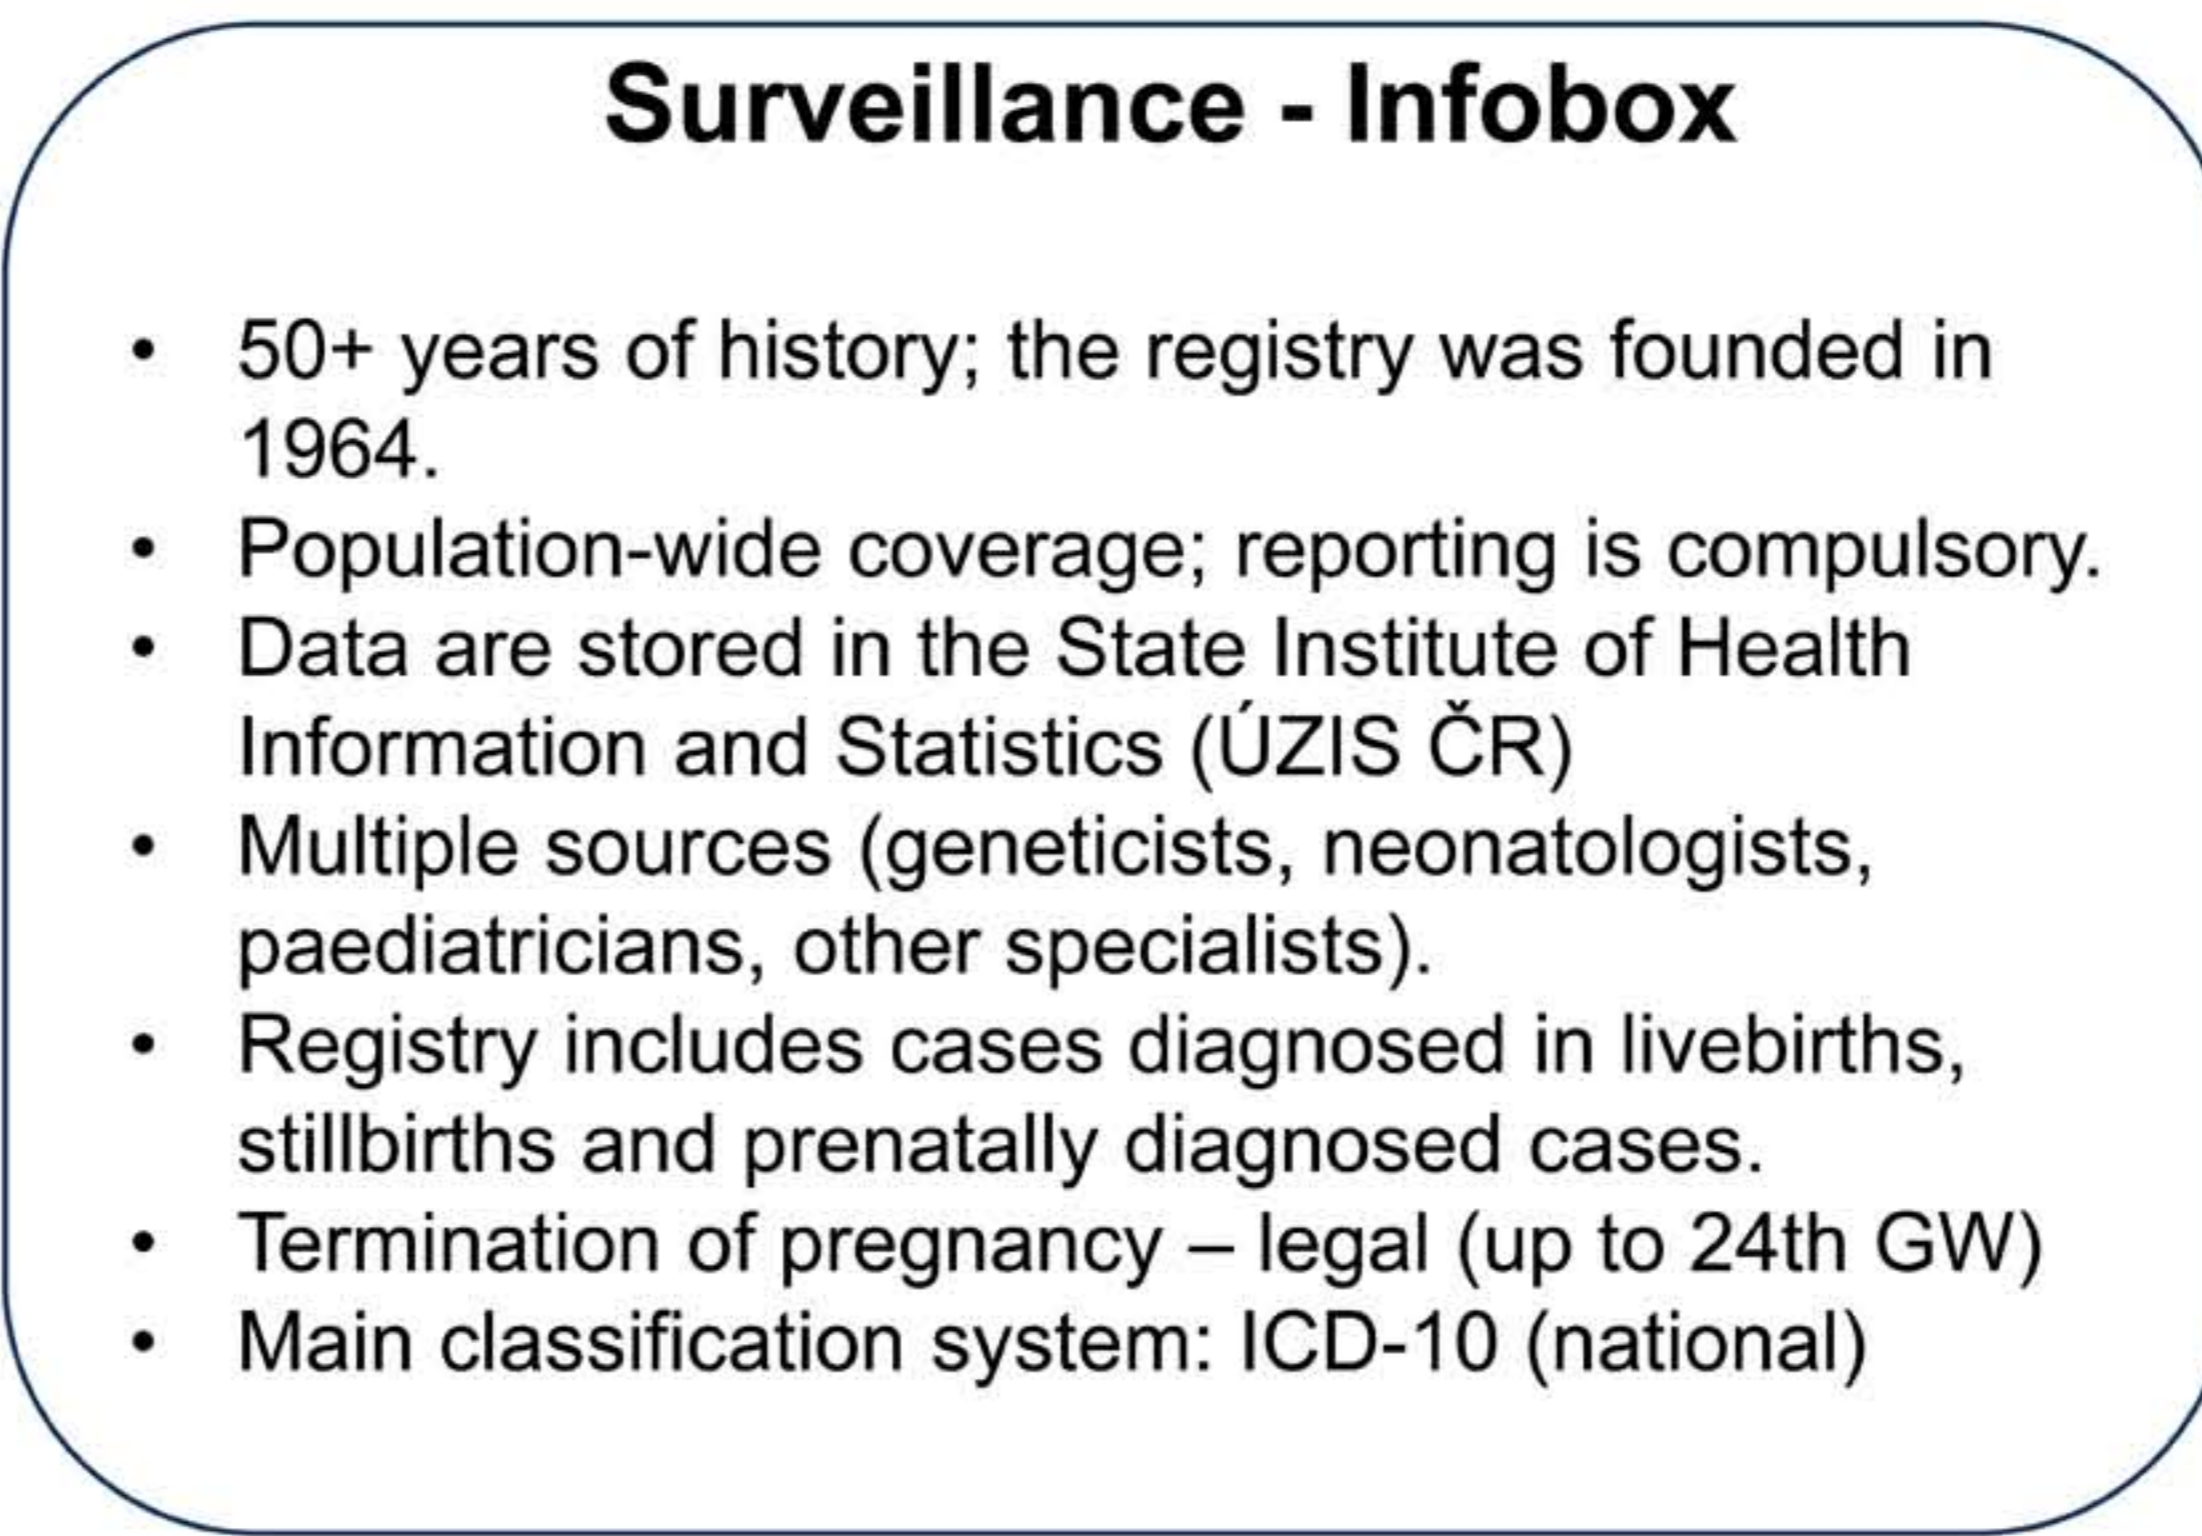 Surveillance - Infobox
• 50+ years of history; the registry was founded in
1964.
• Population-wide coverage; reporting is compulsory.
• Data are stored in the State Institute of Health
Information and Statistics (ÚZIS ČR)
• Multiple sources (geneticists, neonatologists,
paediatricians, other specialists).
• Registry includes cases diagnosed in livebirths,
stillbirths and prenatally diagnosed cases.
• Termination of pregnancy – legal (up to 24th GW)
• Main classification system: ICD-10 (national)